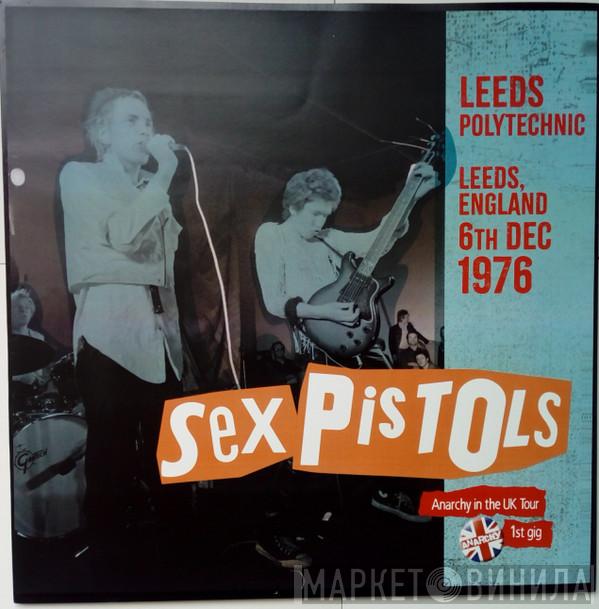 LEEDS
POLYTECHNIC
LEEDS,
ENGLAND
6TH DEC
1976
Sex PisTOLs
Anarchy in the UK Tour
ANARCHY
1st gig
GRETSCH
МАРКЕТ ВИНИЛА